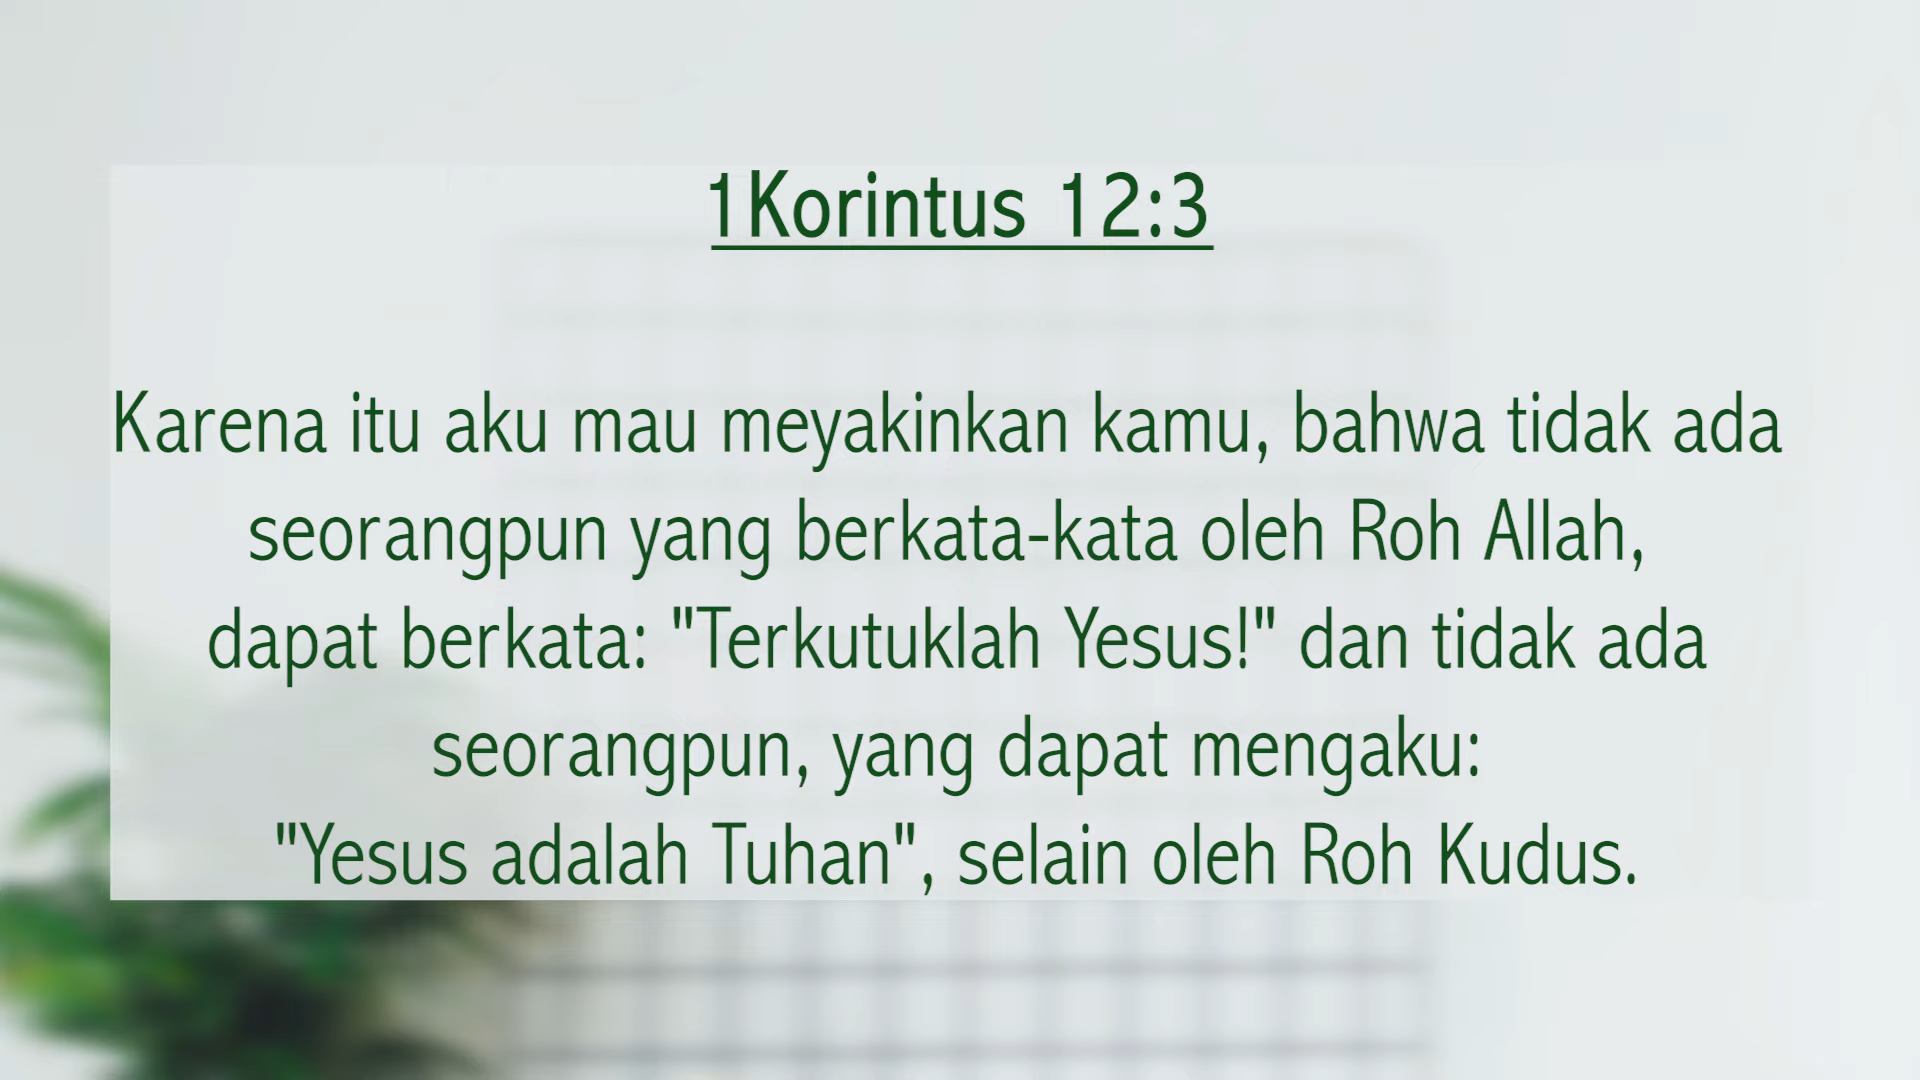 1Korintus 12:3
Karena itu aku mau meyakinkan kamu, bahwa tidak ada
seorangpun yang berkata-kata oleh Roh Allah,
dapat berkata: "Terkutuklah Yesus!" dan tidak ada
seorangpun, yang dapat mengaku:
"Yesus adalah Tuhan", selain oleh Roh Kudus.